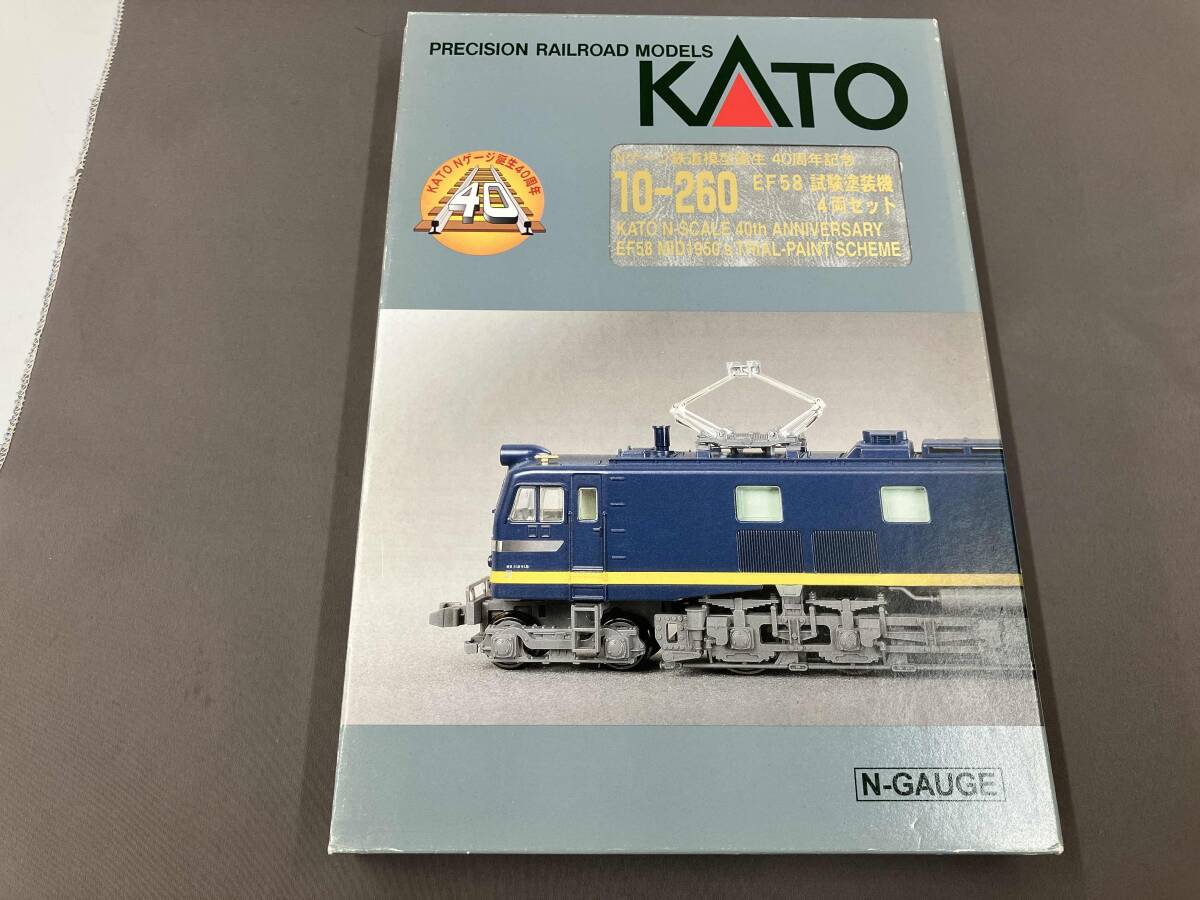 PRECISION RAILROAD MODELS
KATO
KATO Nゲージ誕生40周年
40
Nゲージ鉄道模型誕生 40周年記念
10-260 EF58 試験塗装機
4両セット
KATO N-SCALE 40th ANNIVERSARY
EF58 MID1950's TRIAL-PAINT SCHEME
N-GAUGE